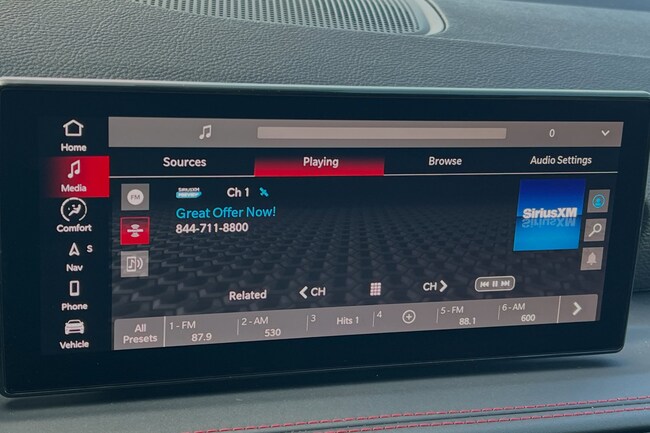 0
Home
Sources Playing Browse Audio Settings
Media
FM
SiriusXM Ch 1
Great Offer Now!
844-711-8800
SiriusXM
Comfort
S
Nav
Phone
Related CH CH
All Presets
1 - FM
87.9
2 - AM
530
3
Hits 1
4
5 - FM
88.1
6 - AM
600
Vehicle